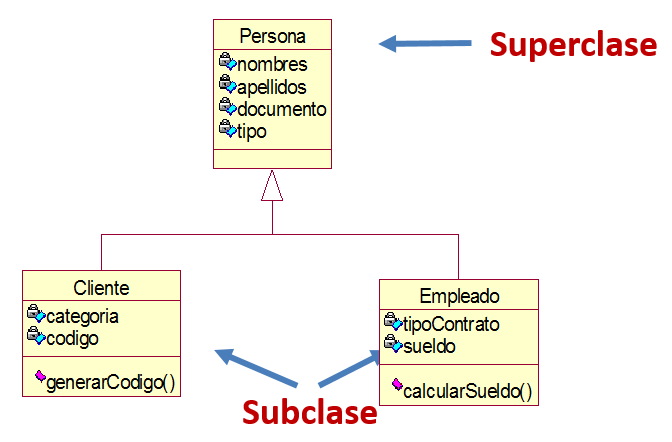 Persona
nombres
apellidos
documento
tipo
Superclase
Cliente
categoria
codigo
generarCodigo()
Empleado
tipoContrato
sueldo
calcularSueldo()
Subclase